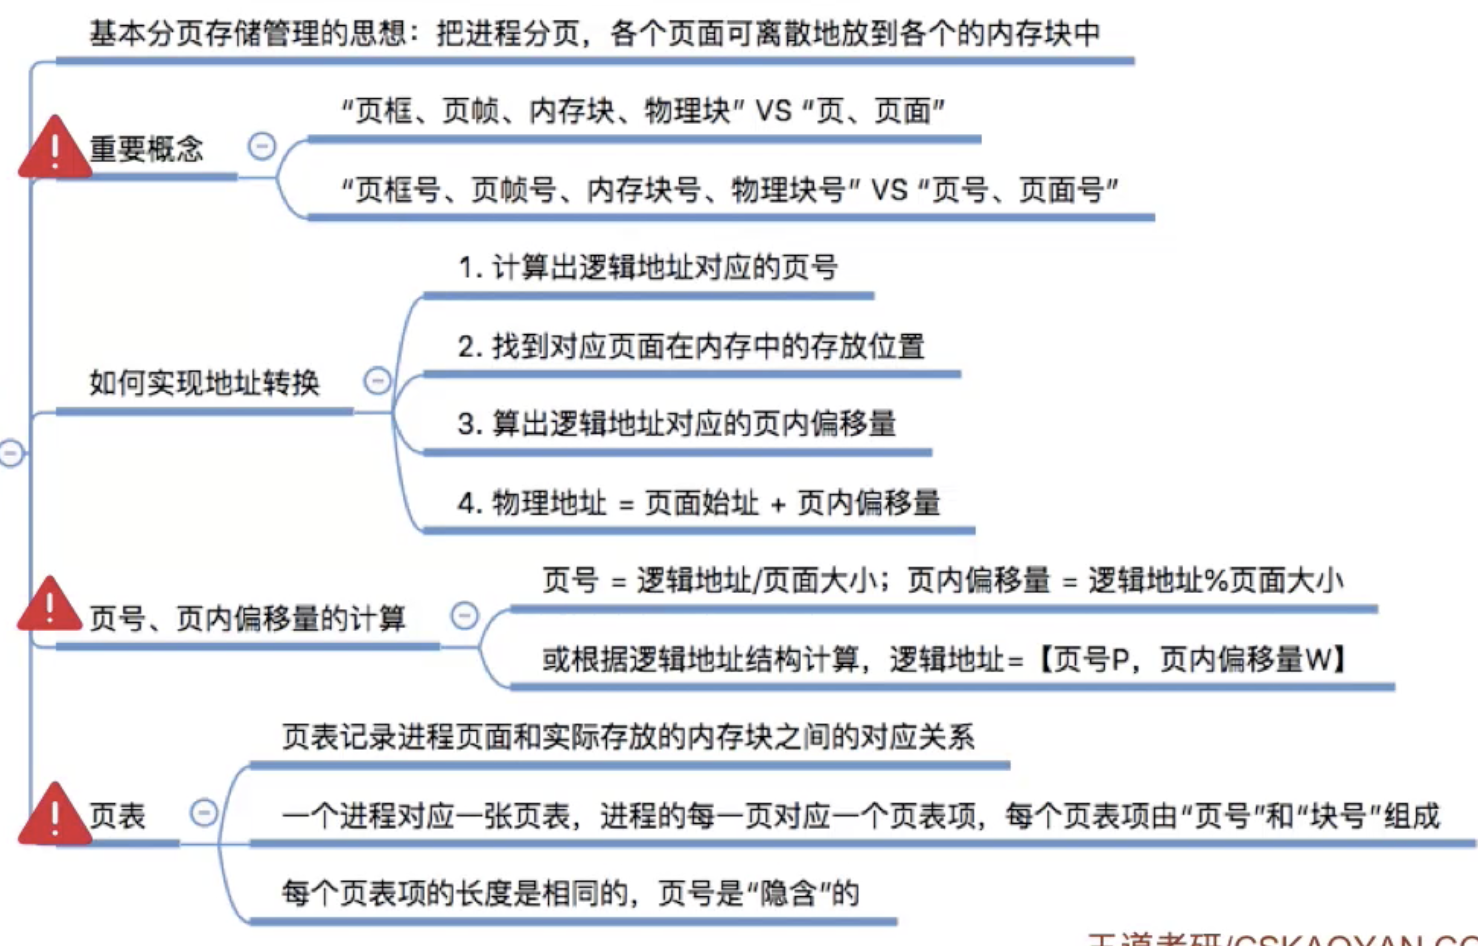 基本分页存储管理的思想：把进程分页，各个页面可离散地放到各个的内存块中
“页框、页帧、内存块、物理块” VS “页、页面”
重要概念
“页框号、页帧号、内存块号、物理块号” VS “页号、页面号”
1. 计算出逻辑地址对应的页号
2. 找到对应页面在内存中的存放位置
如何实现地址转换
3. 算出逻辑地址对应的页内偏移量
4. 物理地址 = 页面始址 + 页内偏移量
页号 = 逻辑地址/页面大小；页内偏移量 = 逻辑地址%页面大小
页号、页内偏移量的计算
或根据逻辑地址结构计算，逻辑地址=【页号P，页内偏移量W】
页表记录进程页面和实际存放的内存块之间的对应关系
页表
一个进程对应一张页表，进程的每一页对应一个页表项，每个页表项由“页号”和“块号”组成
每个页表项的长度是相同的，页号是“隐含”的
王道考研/CSKAOYAN.CO